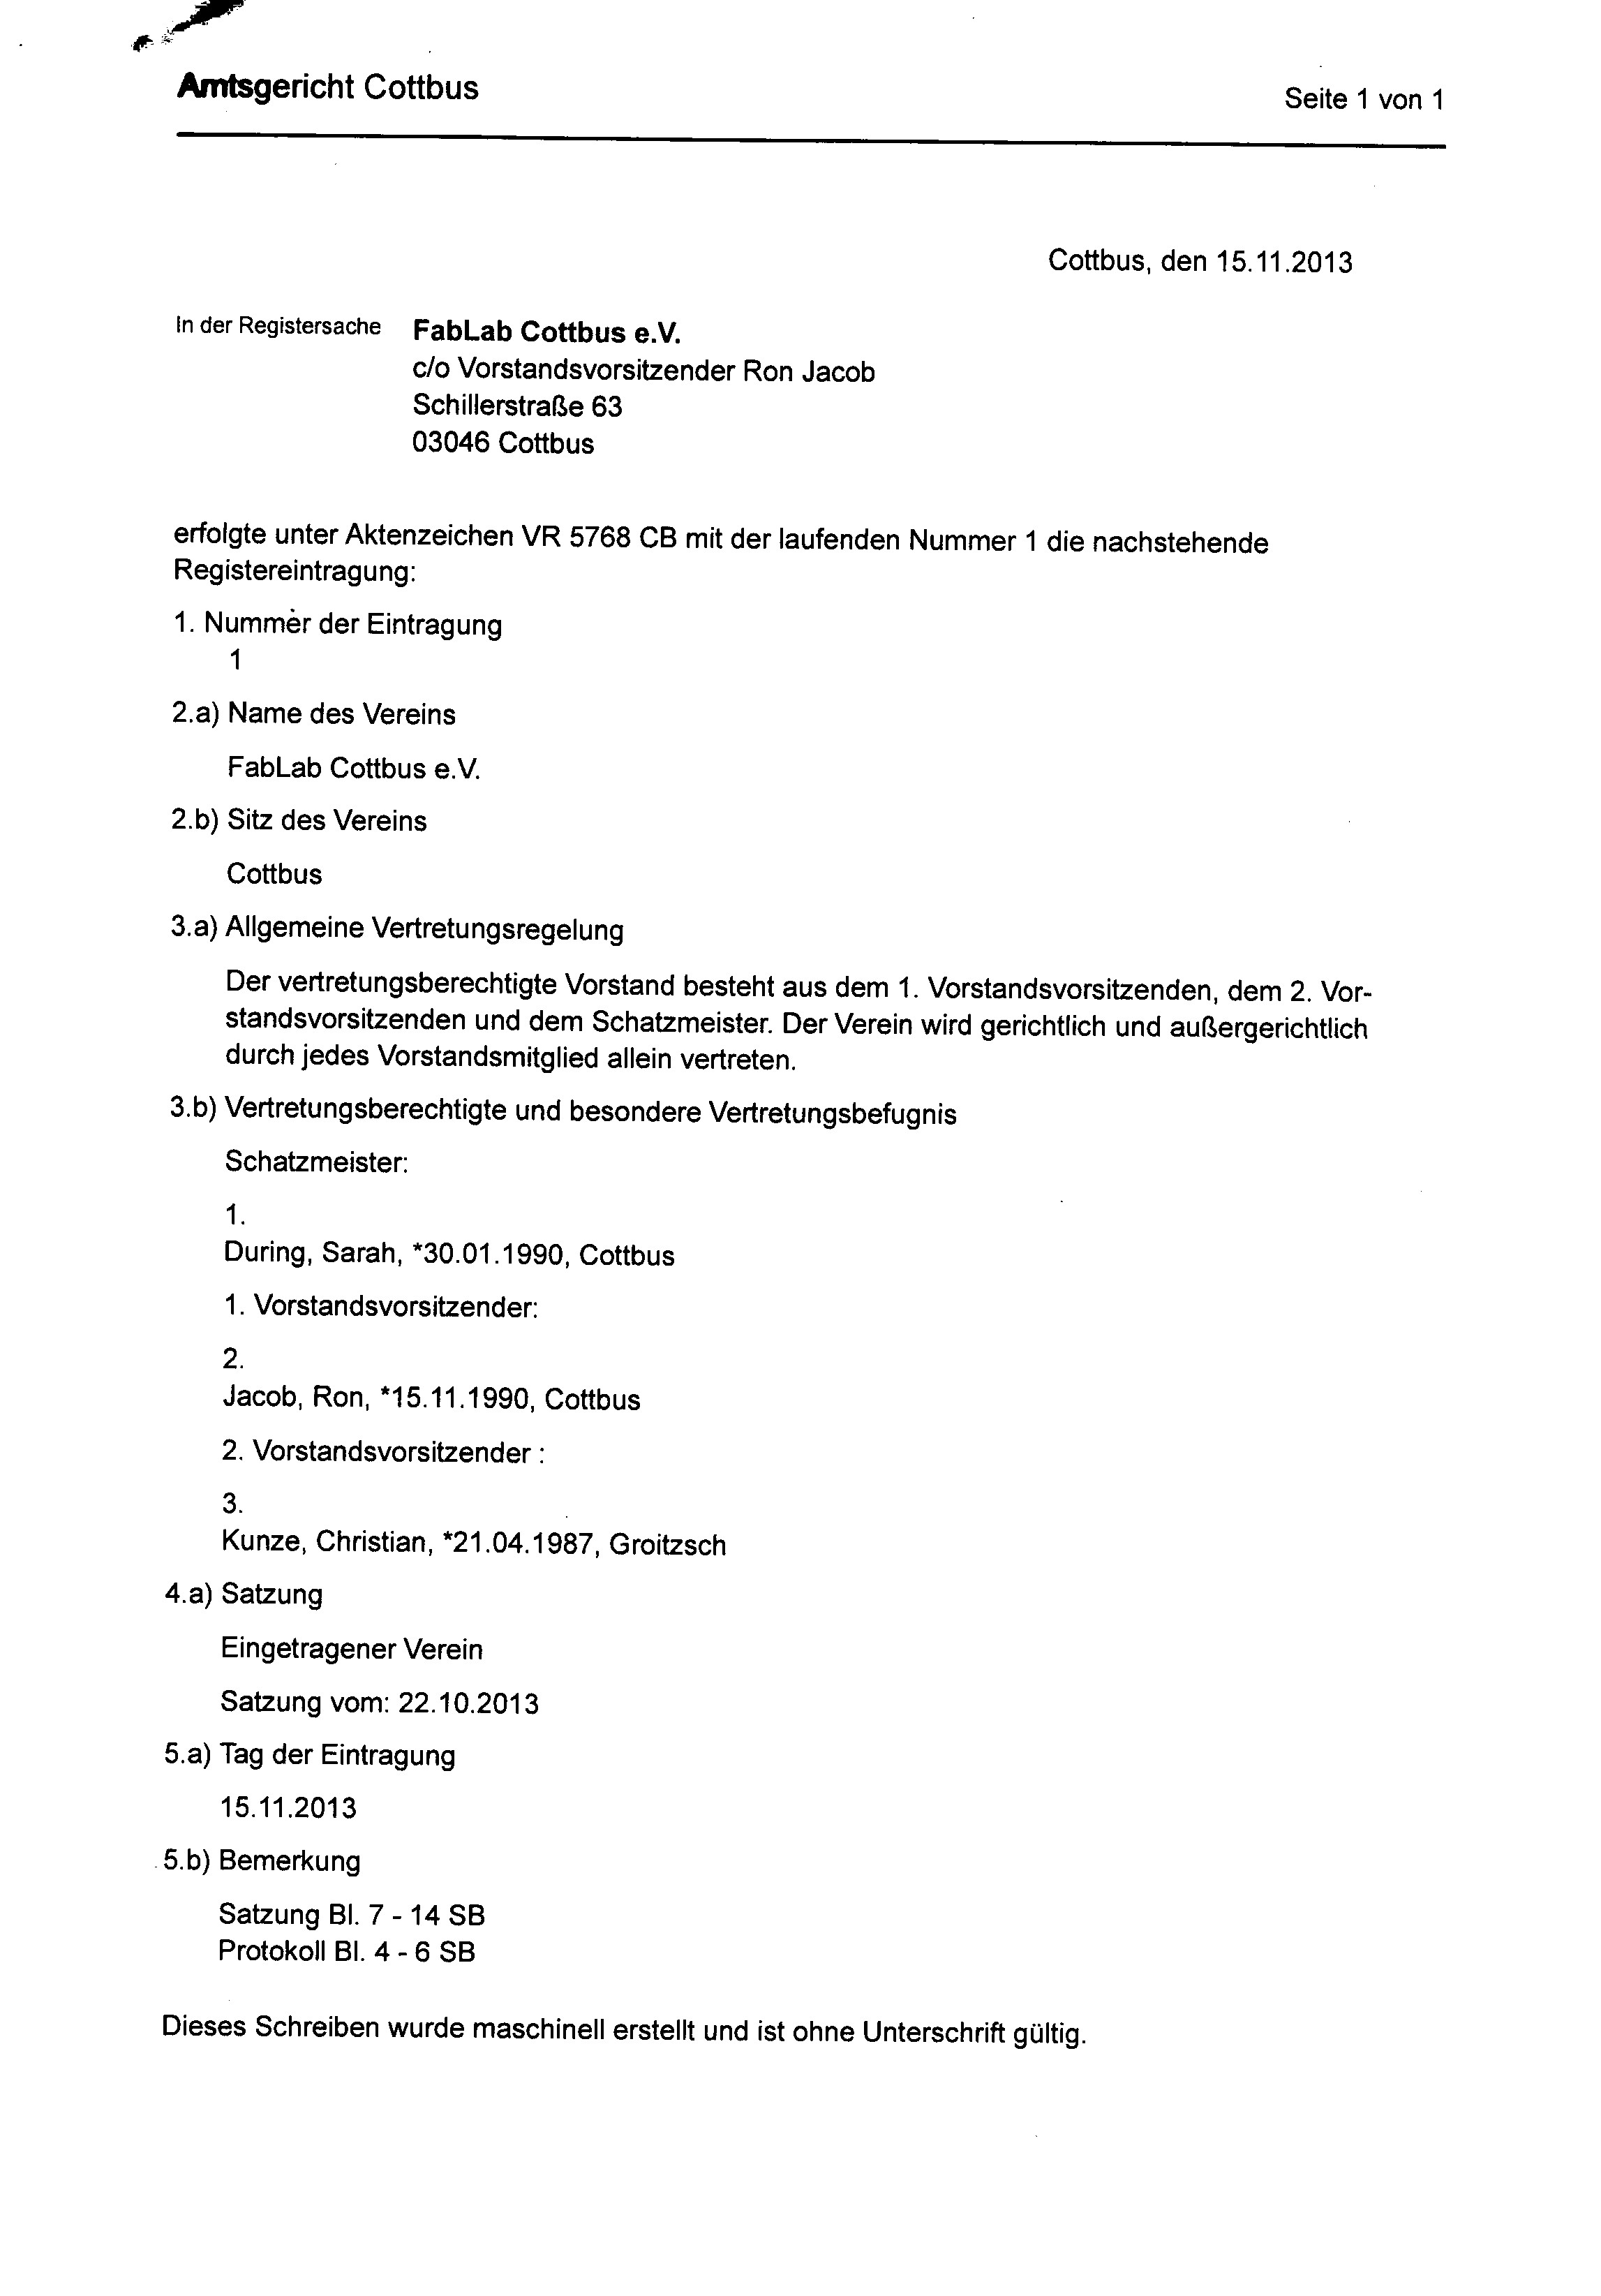 Amtsgericht Cottbus
Seite 1 von 1
Cottbus, den 15.11.2013
In der Registersache
FabLab Cottbus e.V.
c/o Vorstandsvorsitzender Ron Jacob
Schillerstraße 63
03046 Cottbus
erfolgte unter Aktenzeichen VR 5768 CB mit der laufenden Nummer 1 die nachstehende
Registereintragung:
1. Nummer der Eintragung
1
2.a) Name des Vereins
FabLab Cottbus e.V.
2.b) Sitz des Vereins
Cottbus
3.a) Allgemeine Vertretungsregelung
Der vertretungsberechtigte Vorstand besteht aus dem 1. Vorstandsvorsitzenden, dem 2. Vor-
standsvorsitzenden und dem Schatzmeister. Der Verein wird gerichtlich und außergerichtlich
durch jedes Vorstandsmitglied allein vertreten.
3.b) Vertretungsberechtigte und besondere Vertretungsbefugnis
Schatzmeister:
1.
During, Sarah, *30.01.1990, Cottbus
1. Vorstandsvorsitzender:
2.
Jacob, Ron, *15.11.1990, Cottbus
2. Vorstandsvorsitzender :
3.
Kunze, Christian, *21.04.1987, Groitzsch
4.a) Satzung
Eingetragener Verein
Satzung vom: 22.10.2013
5.a) Tag der Eintragung
15.11.2013
5.b) Bemerkung
Satzung Bl. 7 - 14 SB
Protokoll Bl. 4 - 6 SB
Dieses Schreiben wurde maschinell erstellt und ist ohne Unterschrift gültig.